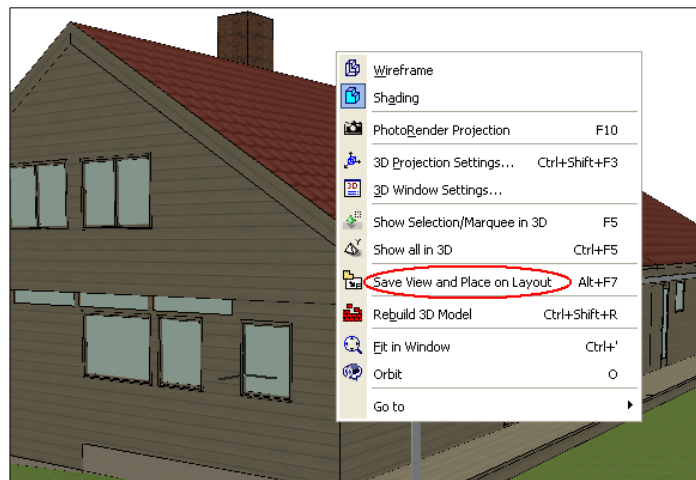 Wireframe
Shading
PhotoRender Projection F10
3D Projection Settings... Ctrl+Shift+F3
3D
3D Window Settings...
Show Selection/Marquee in 3D F5
Show all in 3D Ctrl+F5
Save View and Place on Layout Alt+F7
Rebuild 3D Model Ctrl+Shift+R
Fit in Window Ctrl+'
Orbit O
Go to